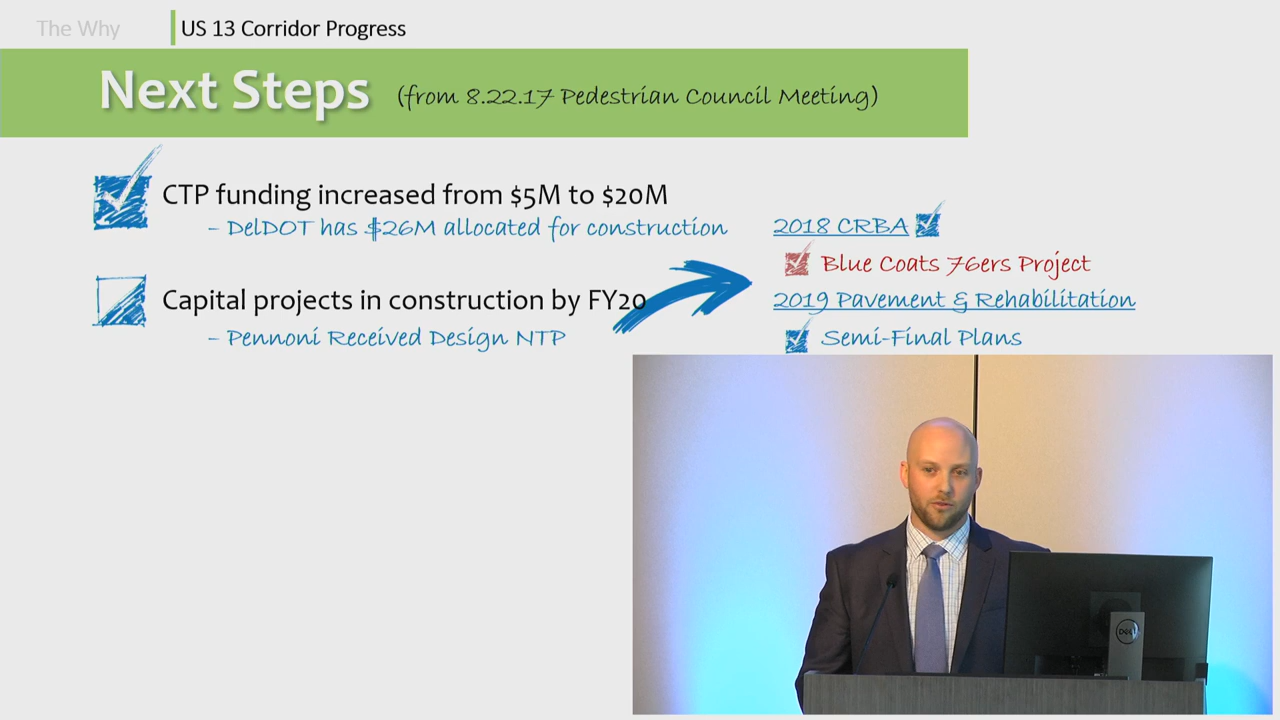 The Why
US 13 Corridor Progress
Next Steps (from 8.22.17 Pedestrian Council Meeting)
CTP funding increased from $5M to $20M
– DelDOT has $26M allocated for construction
Capital projects in construction by FY20
– Pennoni Received Design NTP
2018 CRBA
Blue Coats 76ers Project
2019 Pavement & Rehabilitation
Semi-Final Plans
DELL